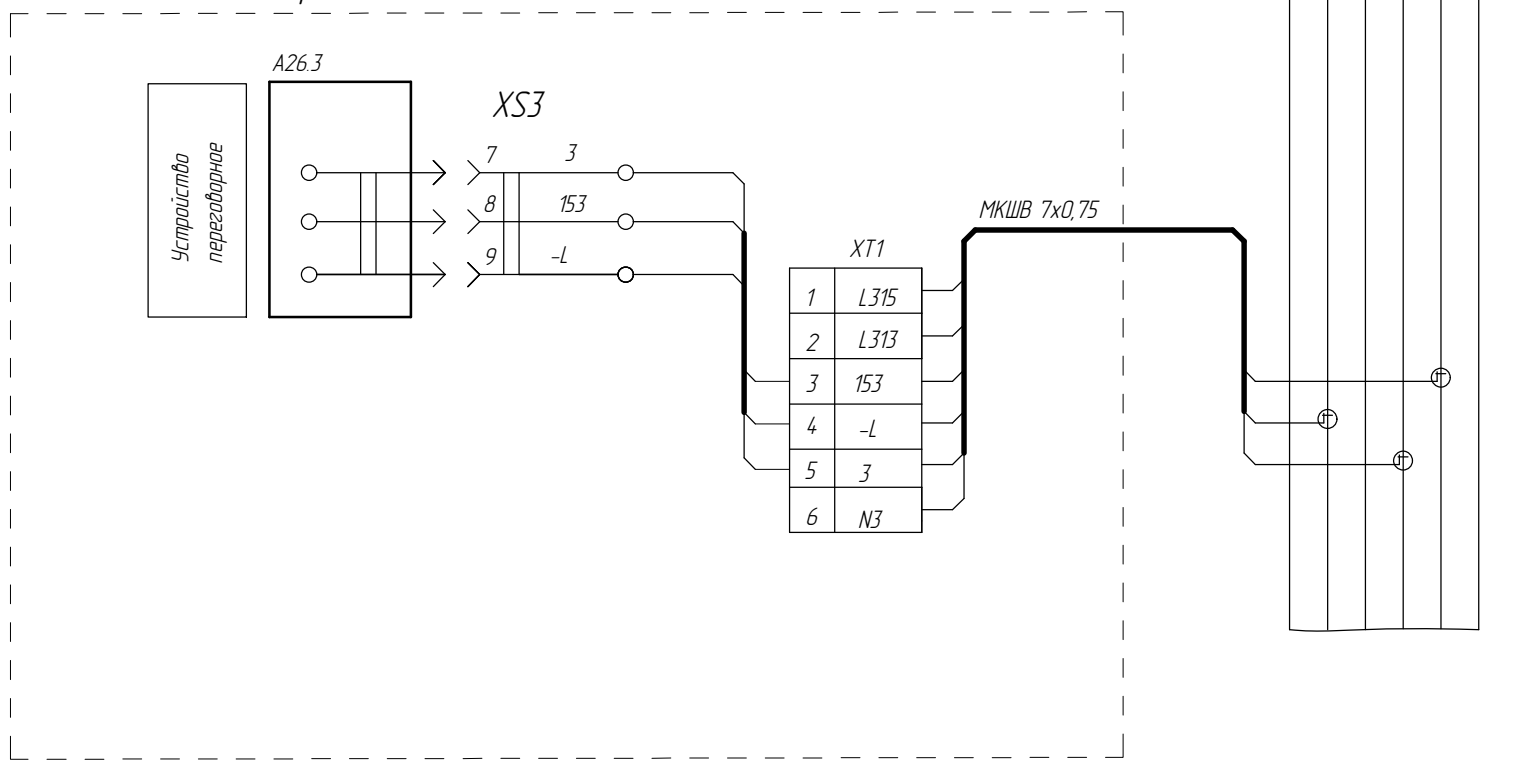 А26.3
XS3
Устройство
переговорное
7
3
8
153
9
-L
МКШВ 7х0,75
XT1
1 L315
2 L313
3 153
4 -L
5 3
6 N3